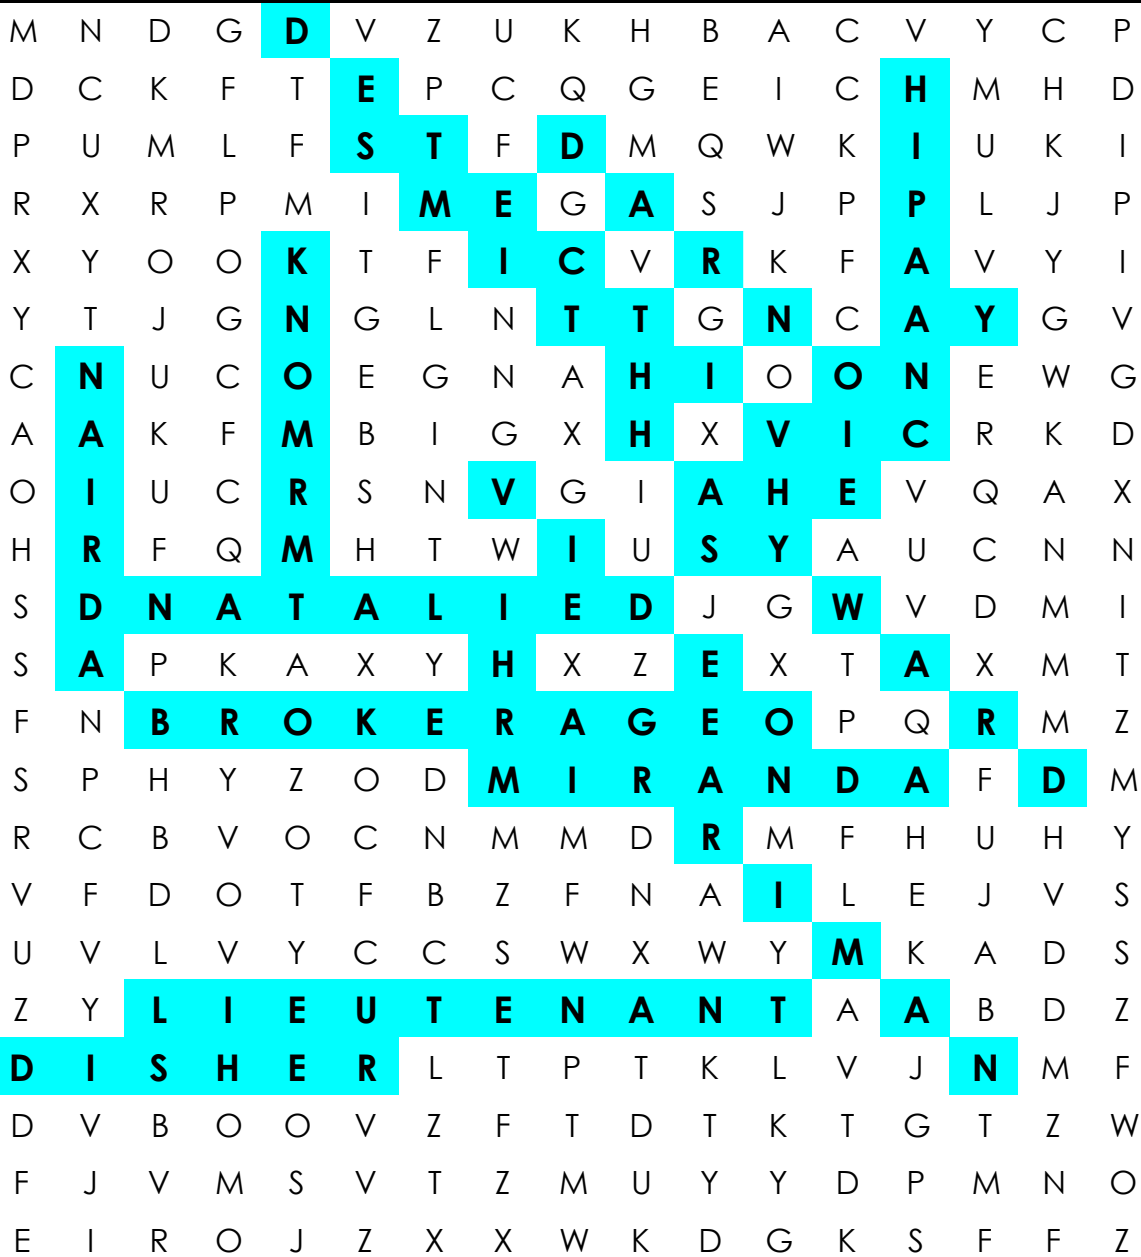 M N D G D V Z U K H B A C V Y C P
D C K F T E P C Q G E I C H M H D
P U M L F S T F D M Q W K I U K I
R X R P M I M E G A S J P P L J P
X Y O O K T F I C V R K F A V Y I
Y T J G N G L N T T G N C A Y G V
C N U C O E G N A H I O O N E W G
A A K F M B I G X H X V I C R K D
O I U C R S N V G I A H E V Q A X
H R F Q M H T W I U S Y A U C N N
S D N A T A L I E D J G W V D M I
S A P K A X Y H X Z E X T A X M T
F N B R O K E R A G E O P Q R M Z
S P H Y Z O D M I R A N D A F D M
R C B V O C N M M D R M F H U H Y
V F D O T F B Z F N A I L E J V S
U V L V Y C C S W X W Y M K A D S
Z Y L I E U T E N A N T A A B D Z
D I S H E R L T P T K L V J N M F
D V B O O V Z F T D T K T G T Z W
F J V M S V T Z M U Y Y D P M N O
E I R O J Z X X W K D G K S F F Z